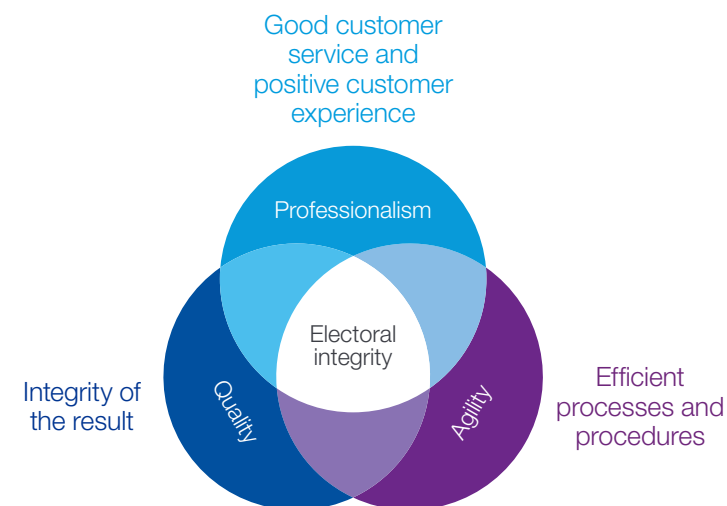 Good customer
service and
positive customer
experience
Professionalism
Electoral
integrity
Quality
Agility
Integrity of
the result
Efficient
processes and
procedures